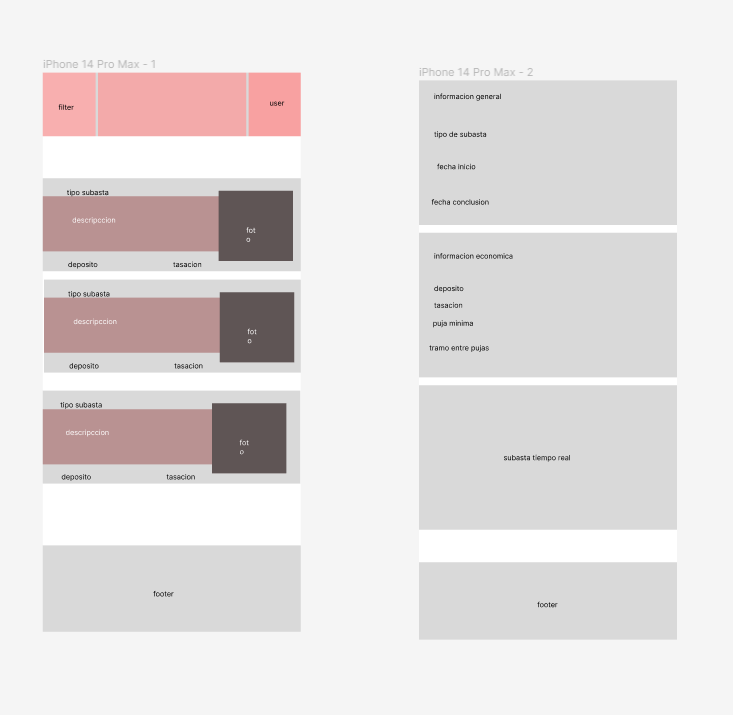 iPhone 14 Pro Max - 1
filter
user
tipo subasta
descripccion
fot
o
deposito
tasacion
tipo subasta
descripccion
fot
o
deposito
tasacion
tipo subasta
descripccion
fot
o
deposito
tasacion
footer
iPhone 14 Pro Max - 2
informacion general
tipo de subasta
fecha inicio
fecha conclusion
informacion economica
deposito
tasacion
puja minima
tramo entre pujas
subasta tiempo real
footer